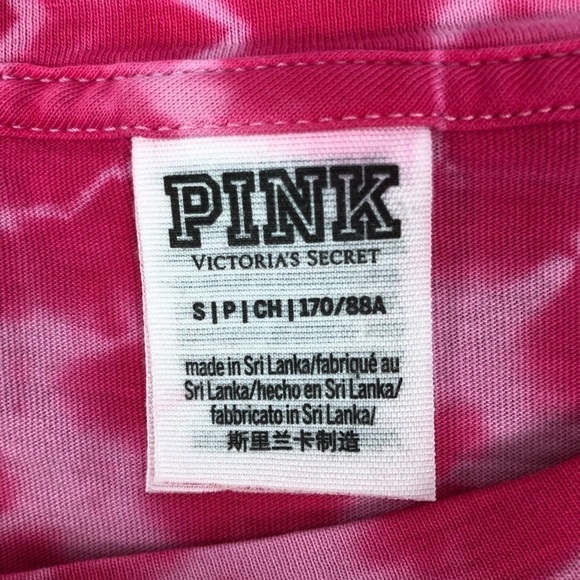 PINK
VICTORIA'S SECRET
S|P|CH|170/88A
made in Sri Lanka/fabriqué au
Sri Lanka/hecho en Sri Lanka/
fabbricato in Sri Lanka/
斯里兰卡制造